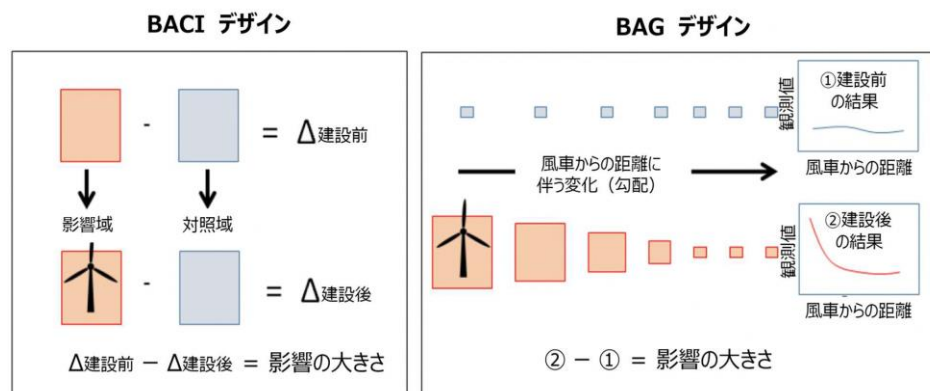 BACI デザイン
- = Δ建設前
影響域 対照域
- = Δ建設後
Δ建設前 － Δ建設後 = 影響の大きさ
BAG デザイン
観測値
①建設前
の結果
風車からの距離
風車からの距離に
伴う変化（勾配）
観測値
②建設後
の結果
風車からの距離
② － ① = 影響の大きさ